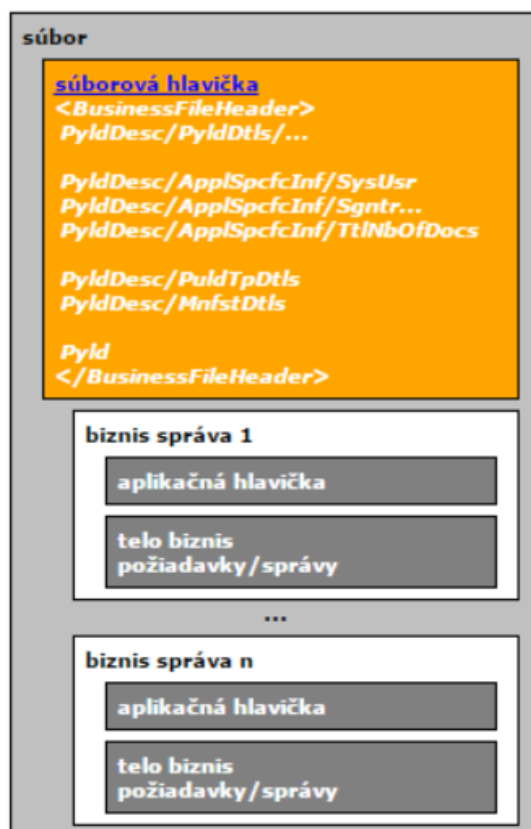 súbor
súborová hlavička
<BusinessFileHeader>
PyldDesc/PyldDtls/...
PyldDesc/ApplSpcfcInf/SysUsr
PyldDesc/ApplSpcfcInf/Sgntr...
PyldDesc/ApplSpcfcInf/TtlNbOfDocs
PyldDesc/PuldTpDtls
PyldDesc/MnfstDtls
Pyld
</BusinessFileHeader>
biznis správa 1
aplikačná hlavička
telo biznis
požiadavky/správy
...
biznis správa n
aplikačná hlavička
telo biznis
požiadavky/správy